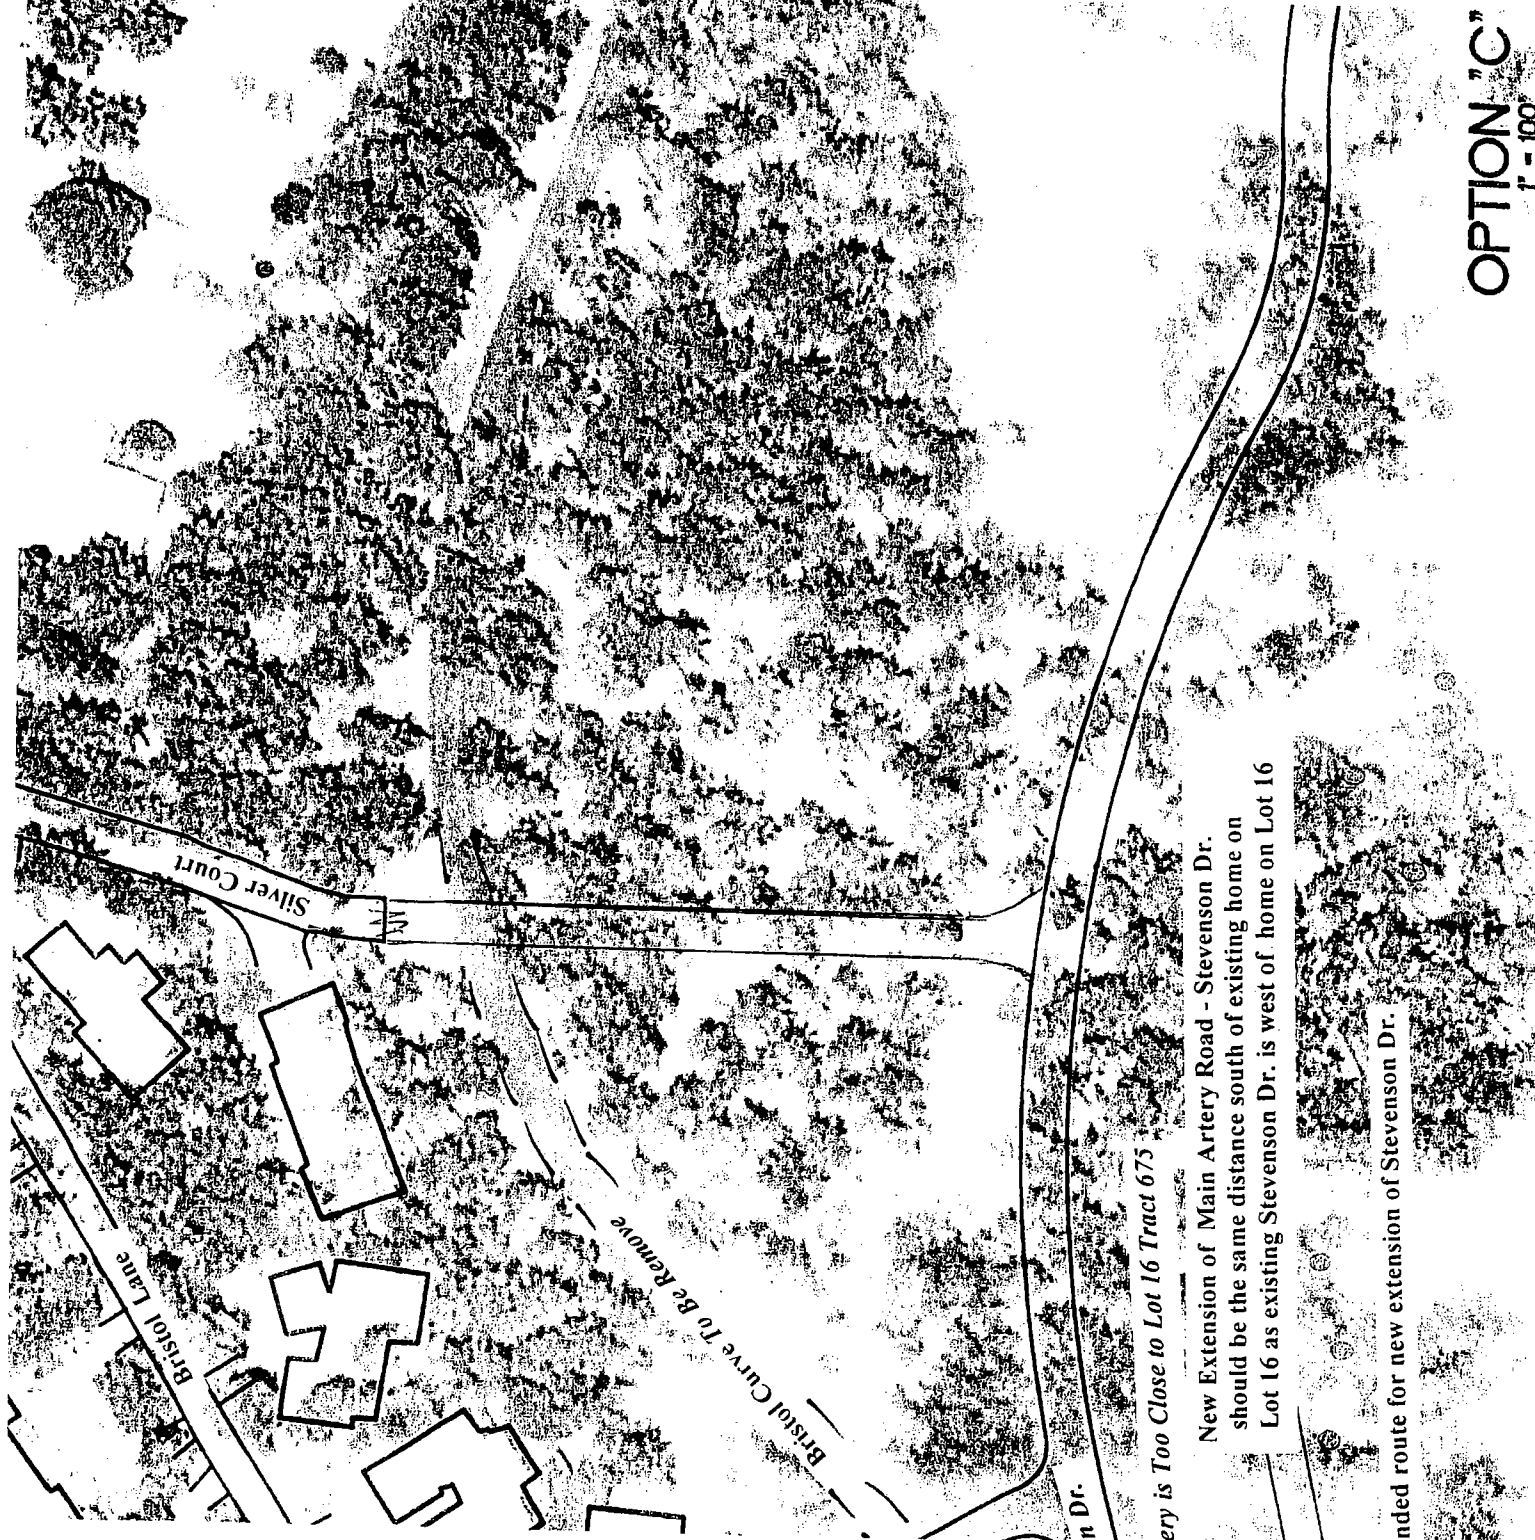 Silver Court
Bristol Lane
Bristol Curve To Be Remove
n Dr.
ery is Too Close to Lot 16 Tract 675
New Extension of Main Artery Road - Stevenson Dr.
should be the same distance south of existing home on
Lot 16 as existing Stevenson Dr. is west of home on Lot 16
nded route for new extension of Stevenson Dr.
OPTION "C"
1" - 100'